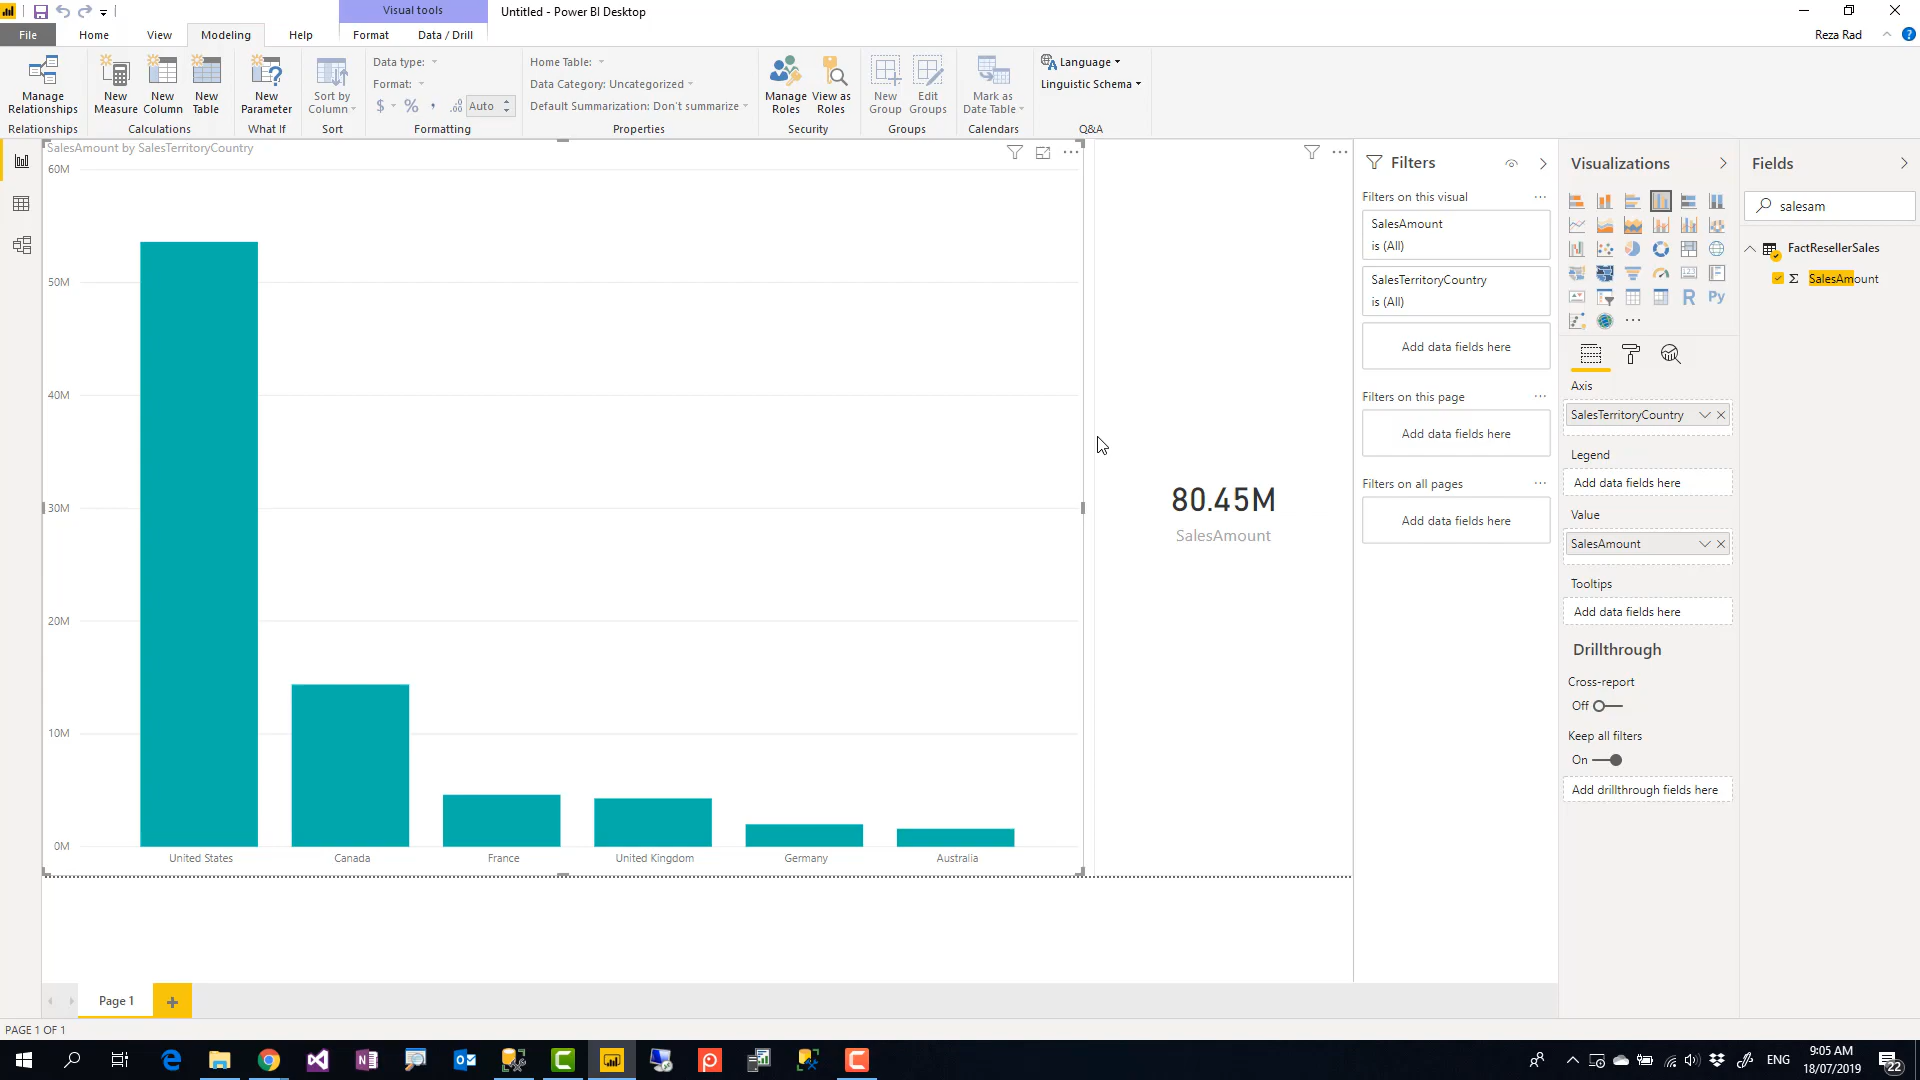 Visual tools
Untitled - Power BI Desktop
File
Home
View
Modeling
Help
Format
Data / Drill
Reza Rad
Manage
Relationships
Relationships
New
Measure
New
Column
New
Table
Calculations
New
Parameter
What If
Sort by
Column
Sort
Data type:
Format:
$ % , .00 Auto
Formatting
Home Table:
Data Category: Uncategorized
Default Summarization: Don't summarize
Properties
Manage
Roles
View as
Roles
Security
New
Group
Edit
Groups
Groups
Mark as
Date Table
Calendars
Language
Linguistic Schema
Q&A
SalesAmount by SalesTerritoryCountry
60M
50M
40M
30M
20M
10M
0M
United States
Canada
France
United Kingdom
Germany
Australia
80.45M
SalesAmount
Filters
Filters on this visual
SalesAmount
is (All)
SalesTerritoryCountry
is (All)
Add data fields here
Filters on this page
Add data fields here
Filters on all pages
Add data fields here
Visualizations
R
Py
Axis
SalesTerritoryCountry
Legend
Add data fields here
Value
SalesAmount
Tooltips
Add data fields here
Drillthrough
Cross-report
Off
Keep all filters
On
Add drillthrough fields here
Fields
salesam
FactResellerSales
Σ SalesAmount
Page 1
PAGE 1 OF 1
ENG
9:05 AM
18/07/2019
22